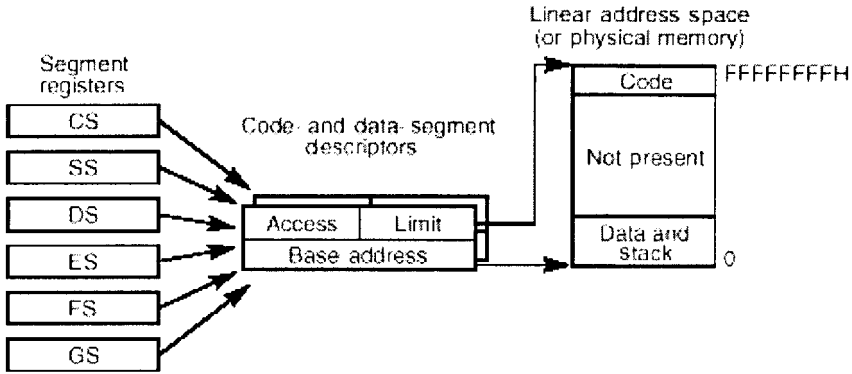 Linear address space
(or physical memory)
FFFFFFFFH
Code
Not present
Data and
stack
0
Segment
registers
CS
SS
DS
ES
FS
GS
Code- and data-segment
descriptors
Access
Limit
Base address